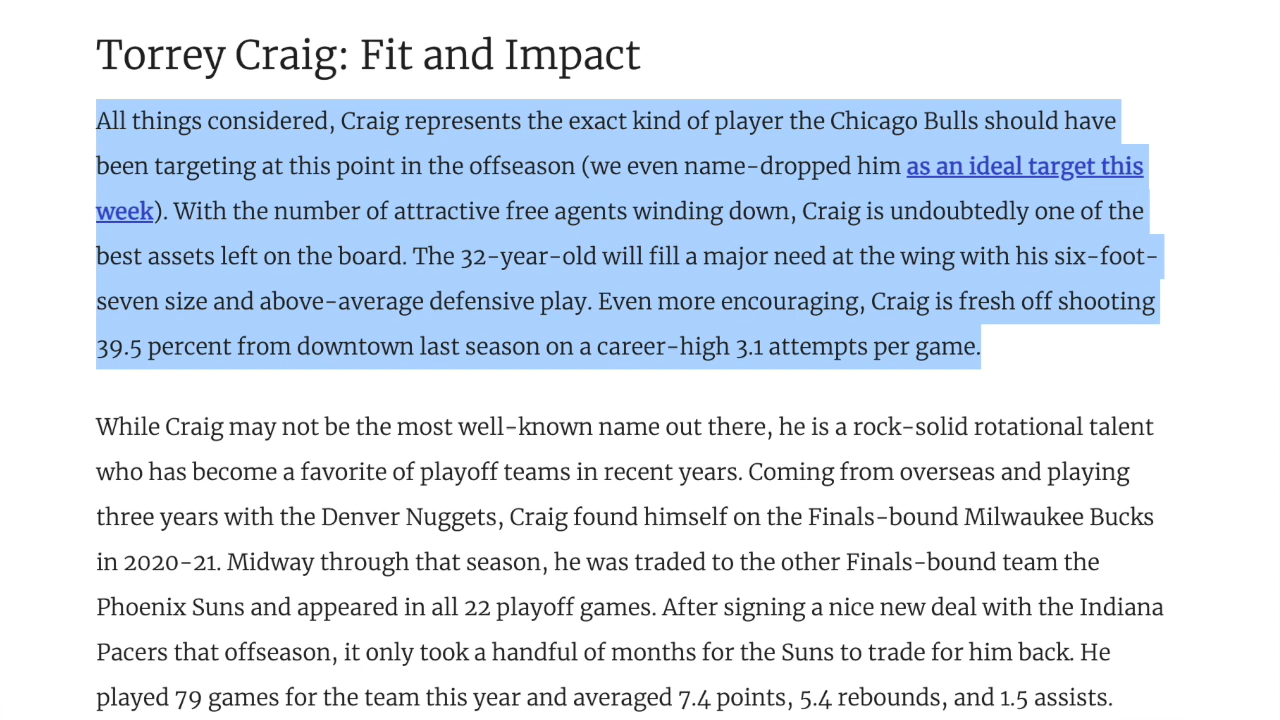 Torrey Craig: Fit and Impact
All things considered, Craig represents the exact kind of player the Chicago Bulls should have
been targeting at this point in the offseason (we even name-dropped him as an ideal target this
week). With the number of attractive free agents winding down, Craig is undoubtedly one of the
best assets left on the board. The 32-year-old will fill a major need at the wing with his six-foot-
seven size and above-average defensive play. Even more encouraging, Craig is fresh off shooting
39.5 percent from downtown last season on a career-high 3.1 attempts per game.
While Craig may not be the most well-known name out there, he is a rock-solid rotational talent
who has become a favorite of playoff teams in recent years. Coming from overseas and playing
three years with the Denver Nuggets, Craig found himself on the Finals-bound Milwaukee Bucks
in 2020-21. Midway through that season, he was traded to the other Finals-bound team the
Phoenix Suns and appeared in all 22 playoff games. After signing a nice new deal with the Indiana
Pacers that offseason, it only took a handful of months for the Suns to trade for him back. He
played 79 games for the team this year and averaged 7.4 points, 5.4 rebounds, and 1.5 assists.